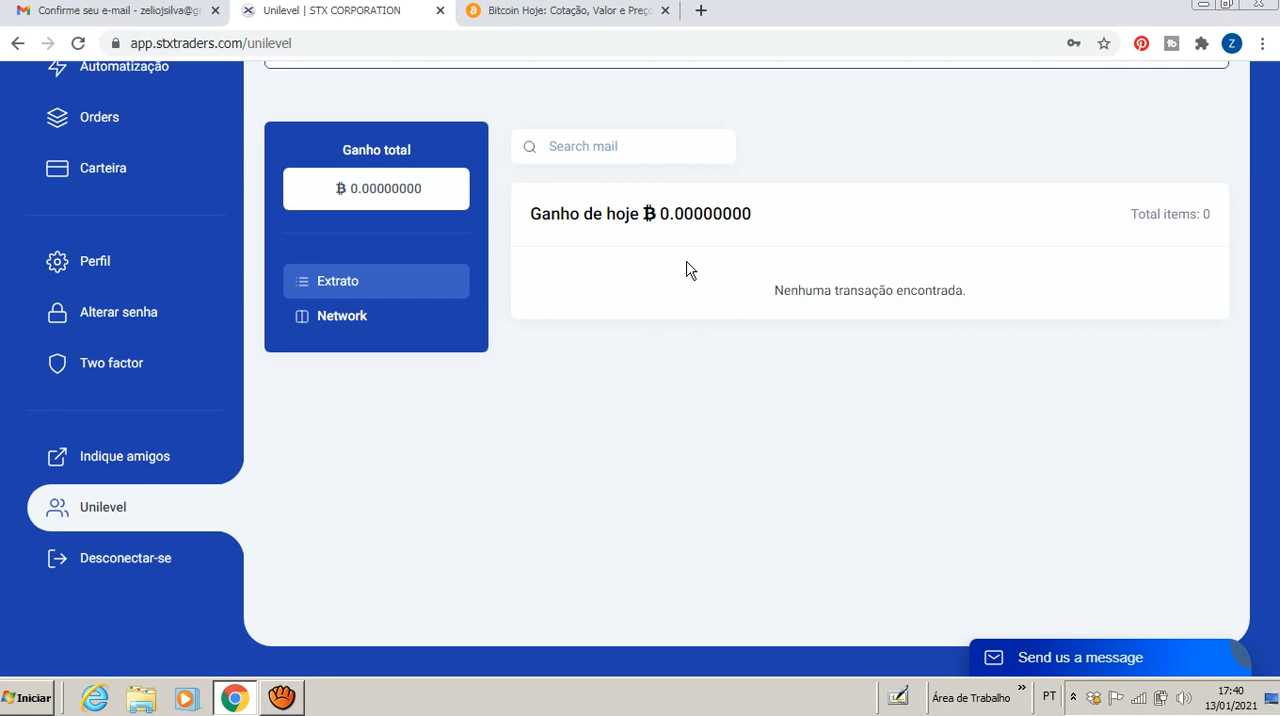 Confirme seu e-mail - zeliojsilva@gr
Unilevel | STX CORPORATION
Bitcoin Hoje: Cotação, Valor e Preço
app.stxtraders.com/unilevel
Z
Automatização
Orders
Carteira
Perfil
Alterar senha
Two factor
Indique amigos
Unilevel
Desconectar-se
Ganho total
₿ 0.00000000
Extrato
Network
Search mail
Ganho de hoje ₿ 0.00000000
Total items: 0
Nenhuma transação encontrada.
Send us a message
Iniciar
Área de Trabalho
»
PT
17:40
13/01/2021